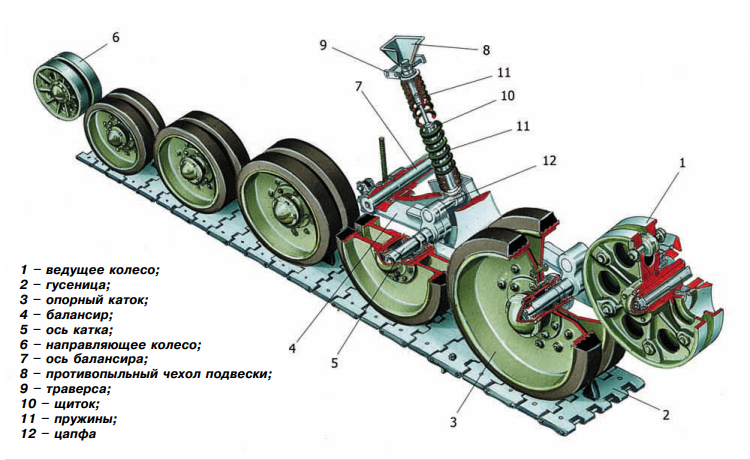 6
9
8
7
11
10
11
12
1
1 – ведущее колесо;
2 – гусеница;
3 – опорный каток;
4 – балансир;
5 – ось катка;
6 – направляющее колесо;
7 – ось балансира;
8 – противопыльный чехол подвески;
9 – траверса;
10 – щиток;
11 – пружины;
12 – цапфа
4
5
3
2